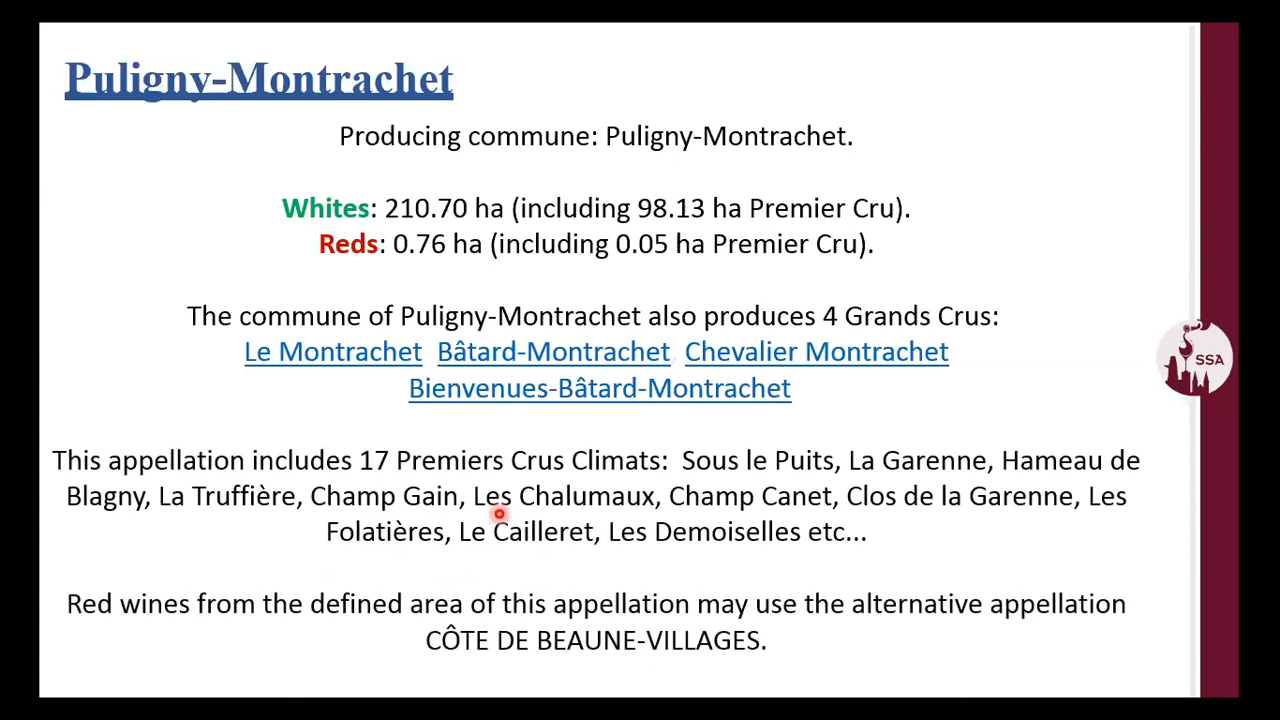 Puligny-Montrachet
Producing commune: Puligny-Montrachet.
Whites: 210.70 ha (including 98.13 ha Premier Cru).
Reds: 0.76 ha (including 0.05 ha Premier Cru).
The commune of Puligny-Montrachet also produces 4 Grands Crus:
Le Montrachet Bâtard-Montrachet, Chevalier Montrachet
Bienvenues-Bâtard-Montrachet
This appellation includes 17 Premiers Crus Climats: Sous le Puits, La Garenne, Hameau de
Blagny, La Truffière, Champ Gain, Les Chalumaux, Champ Canet, Clos de la Garenne, Les
Folatières, Le Cailleret, Les Demoiselles etc...
Red wines from the defined area of this appellation may use the alternative appellation
CÔTE DE BEAUNE-VILLAGES.
SSA